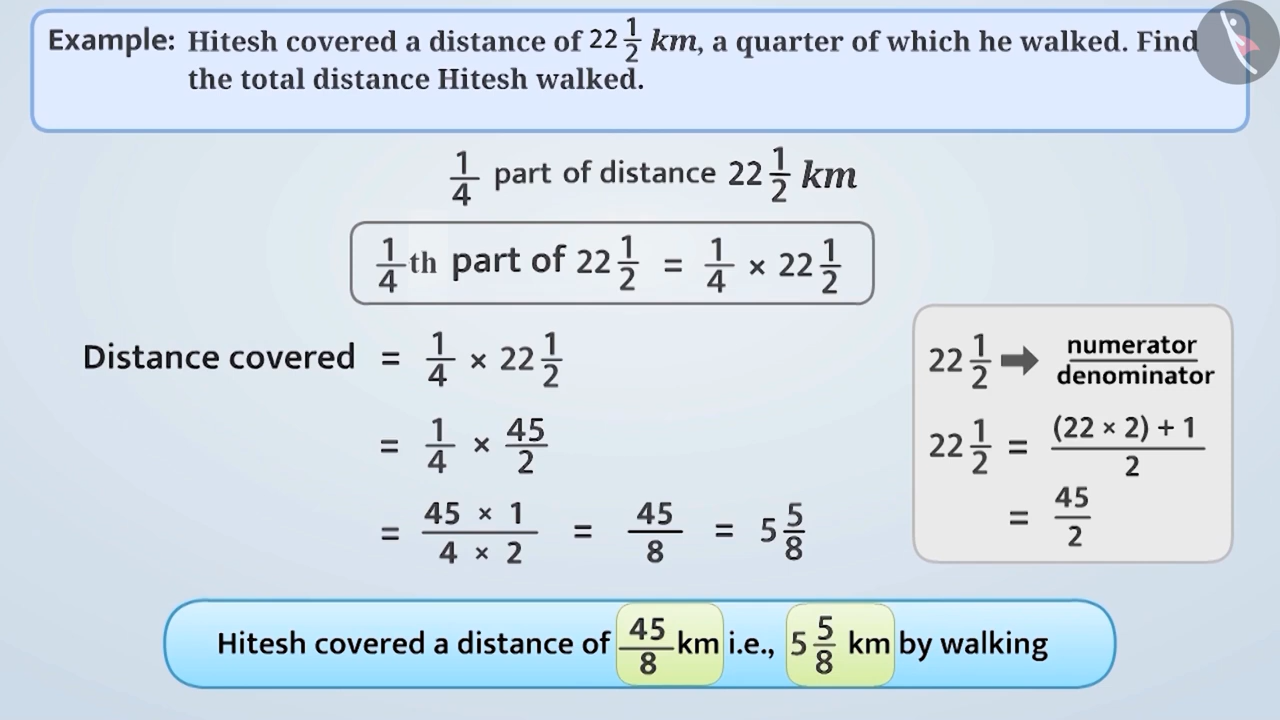 Example: Hitesh covered a distance of 22 1/2 km, a quarter of which he walked. Find
the total distance Hitesh walked.
1/4 part of distance 22 1/2 km
1/4 th part of 22 1/2 = 1/4 × 22 1/2
Distance covered = 1/4 × 22 1/2
= 1/4 × 45/2
= 45 × 1 / 4 × 2 = 45/8 = 5 5/8
22 1/2 ➡ numerator/denominator
22 1/2 = (22 × 2) + 1 / 2
= 45/2
Hitesh covered a distance of 45/8 km i.e., 5 5/8 km by walking